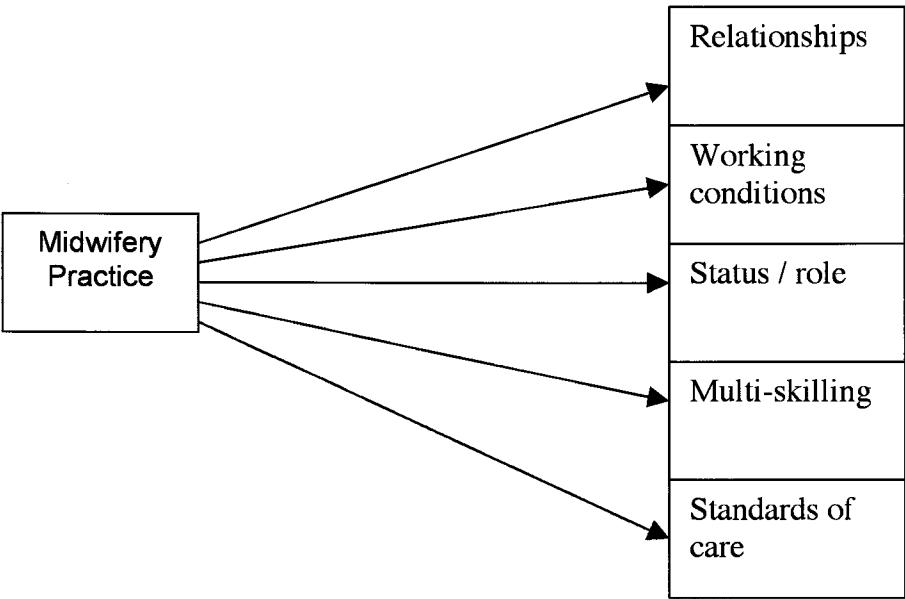 Relationships
Working
conditions
Midwifery
Practice
Status / role
Multi-skilling
Standards of
care